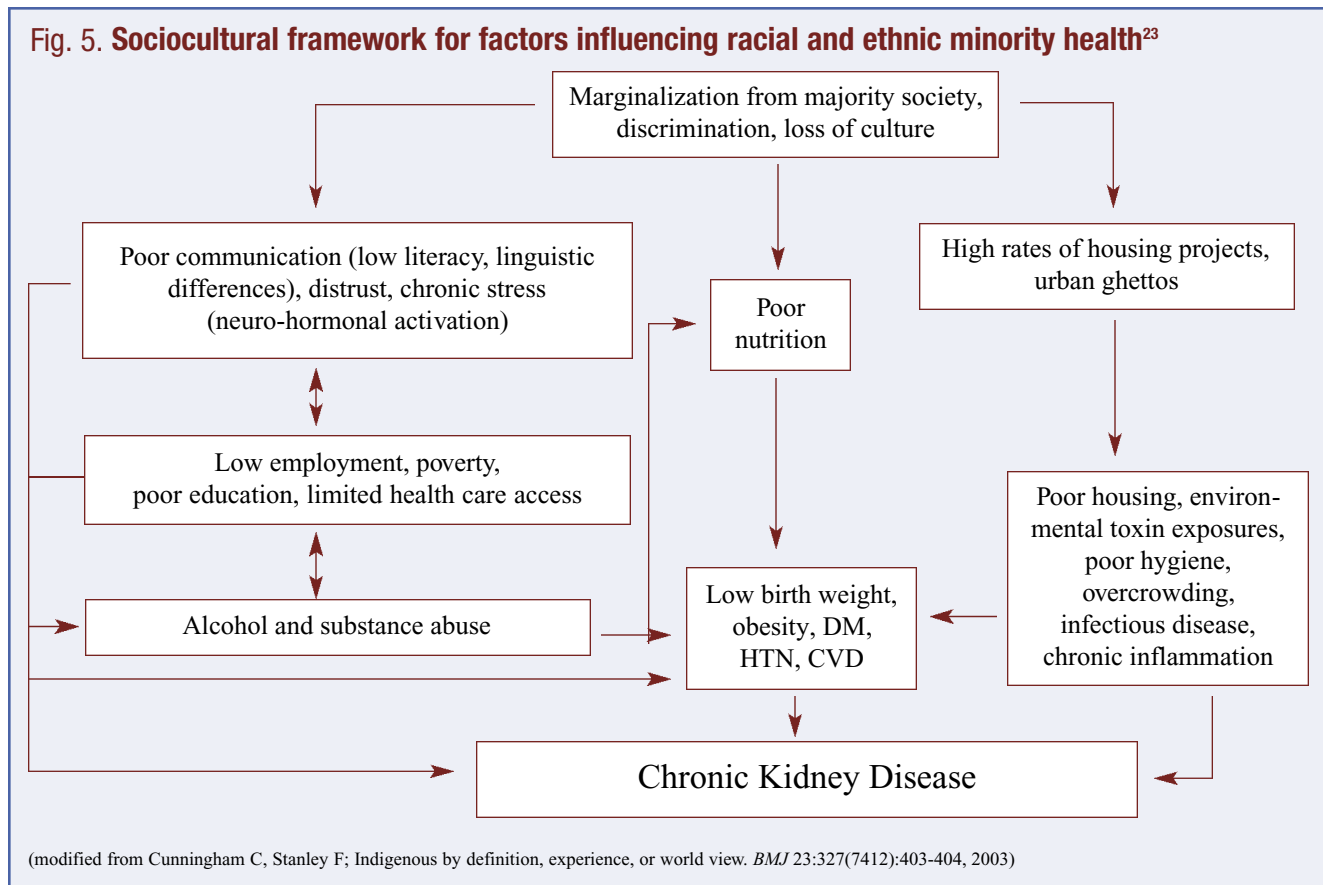 Fig. 5. Sociocultural framework for factors influencing racial and ethnic minority health²³
Marginalization from majority society,
discrimination, loss of culture
Poor communication (low literacy, linguistic
differences), distrust, chronic stress
(neuro-hormonal activation)
High rates of housing projects,
urban ghettos
Poor
nutrition
Low employment, poverty,
poor education, limited health care access
Poor housing, environ-
mental toxin exposures,
poor hygiene,
overcrowding,
infectious disease,
chronic inflammation
Low birth weight,
obesity, DM,
HTN, CVD
Alcohol and substance abuse
Chronic Kidney Disease
(modified from Cunningham C, Stanley F; Indigenous by definition, experience, or world view. BMJ 23:327(7412):403-404, 2003)